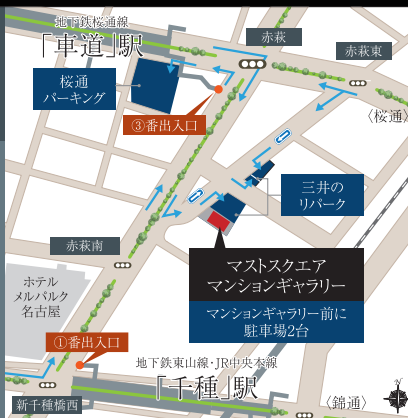 地下鉄桜通線
「車道」駅
赤萩
赤萩東
桜通
パーキング
③番出入口
〈桜通〉
三井の
リパーク
赤萩南
マストスクエア
マンションギャラリー
マンションギャラリー前に
駐車場2台
ホテル
メルパルク
名古屋
①番出入口
地下鉄東山線・JR中央本線
「千種」駅
新千種橋西
〈錦通〉
N